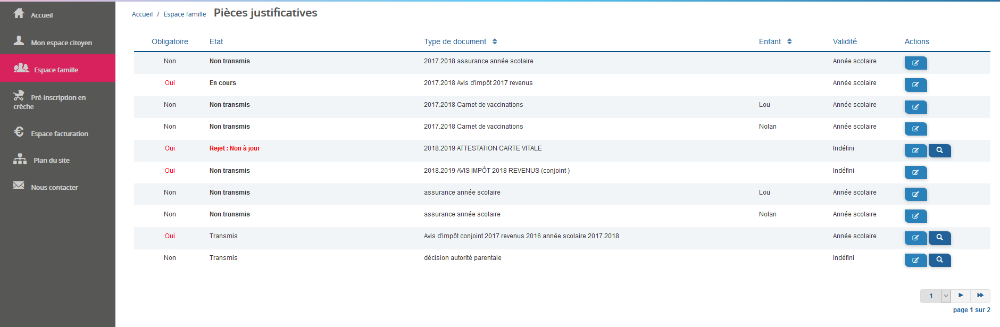 Accueil
Mon espace citoyen
Espace famille
Pré-inscription en
crèche
Espace facturation
Plan du site
Nous contacter
Accueil / Espace famille Pièces justificatives
Obligatoire Etat Type de document Enfant Validité Actions
Non Non transmis 2017.2018 assurance année scolaire Année scolaire
Oui En cours 2017.2018 Avis d'impôt 2017 revenus Année scolaire
Non Non transmis 2017.2018 Carnet de vaccinations Lou Année scolaire
Non Non transmis 2017.2018 Carnet de vaccinations Nolan Année scolaire
Oui Rejet : Non à jour 2018.2019 ATTESTATION CARTE VITALE Indéfini
Oui Non transmis 2018.2019 AVIS IMPÔT 2018 REVENUS (conjoint ) Indéfini
Non Non transmis assurance année scolaire Lou Année scolaire
Non Non transmis assurance année scolaire Nolan Année scolaire
Oui Transmis Avis d'impôt conjoint 2017 revenus 2016 année scolaire 2017.2018 Année scolaire
Non Transmis décision autorité parentale Indéfini
1
page 1 sur 2